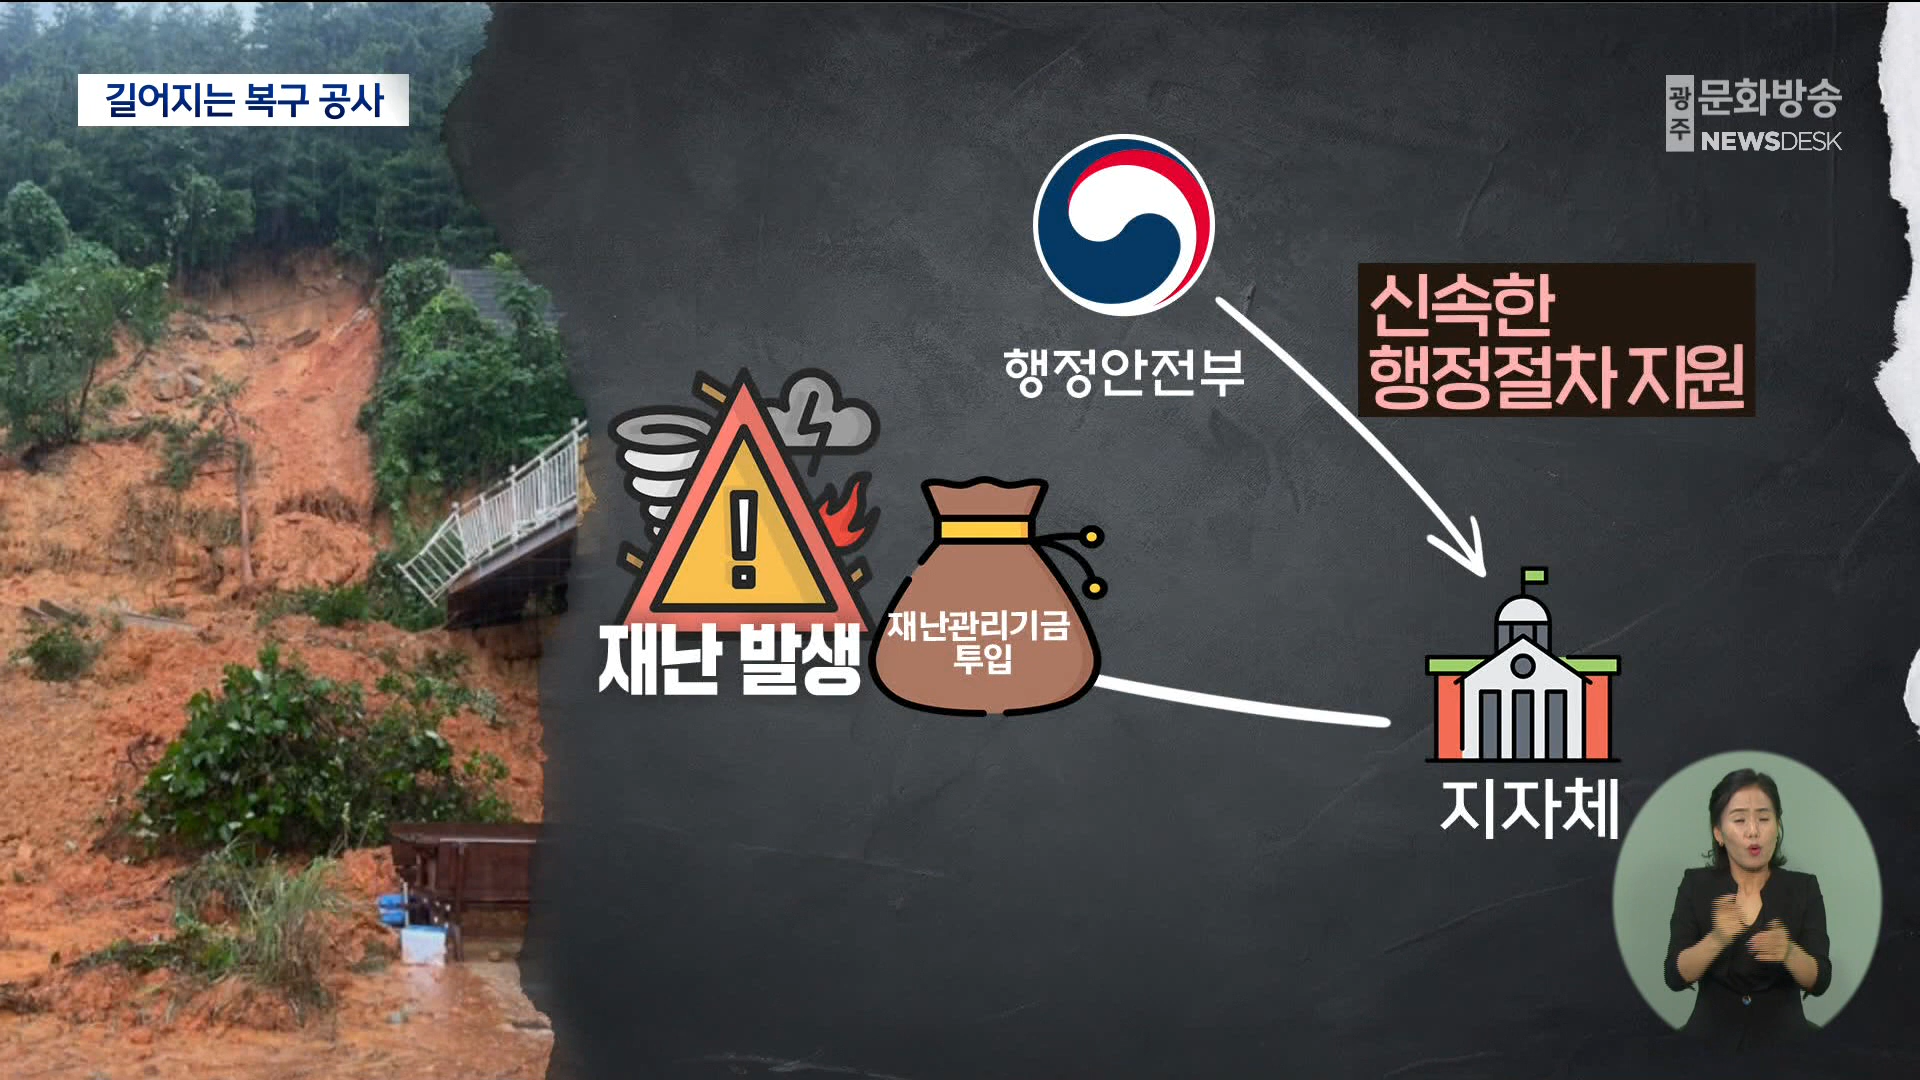 길어지는 복구 공사
광주
문화방송
NEWSDESK
행정안전부
신속한
행정절차 지원
재난 발생
재난관리기금
투입
지자체